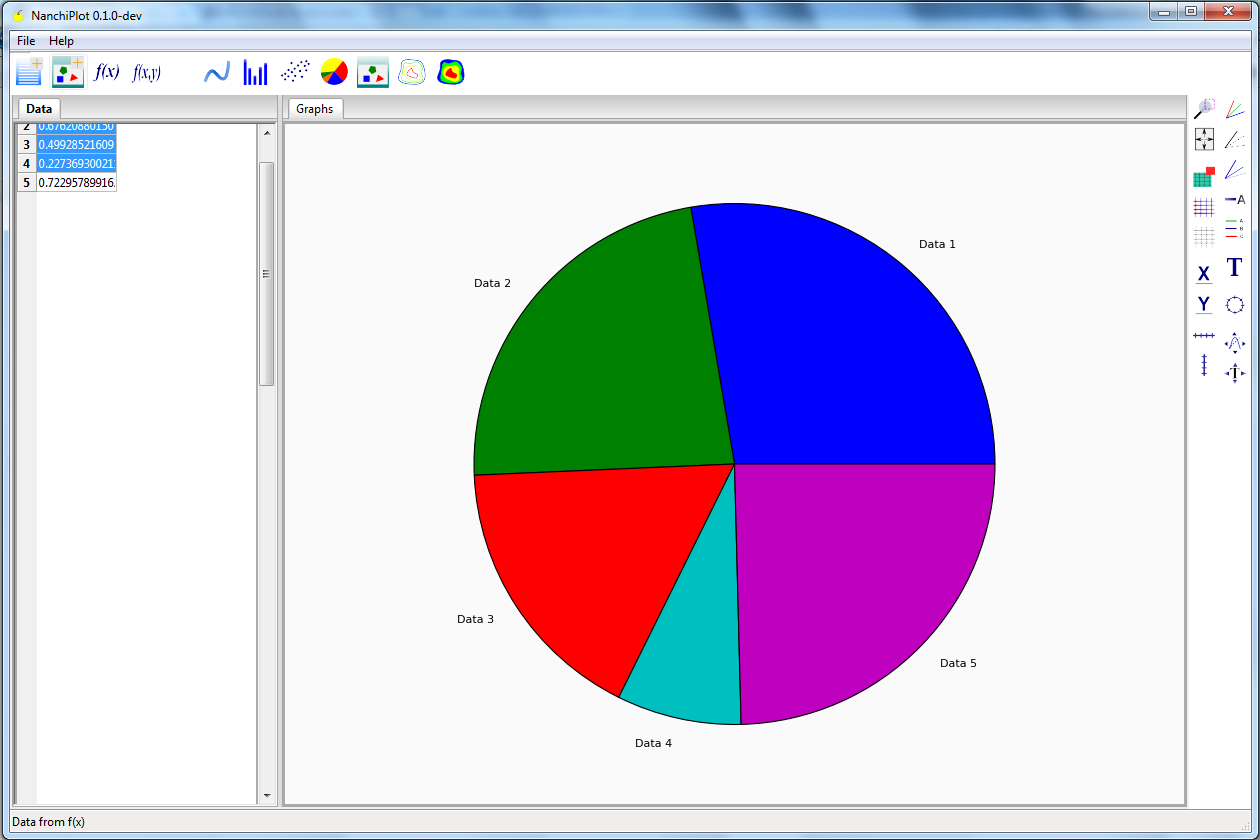 NanchiPlot 0.1.0-dev
File Help
f(x) f(x,y)
Data
Graphs
2 0.67620880150
3 0.49928521609
4 0.22736930021
5 0.72295789916
Data 1
Data 2
Data 3
Data 4
Data 5
A
A
B
C
X
T
Y
T
Data from f(x)